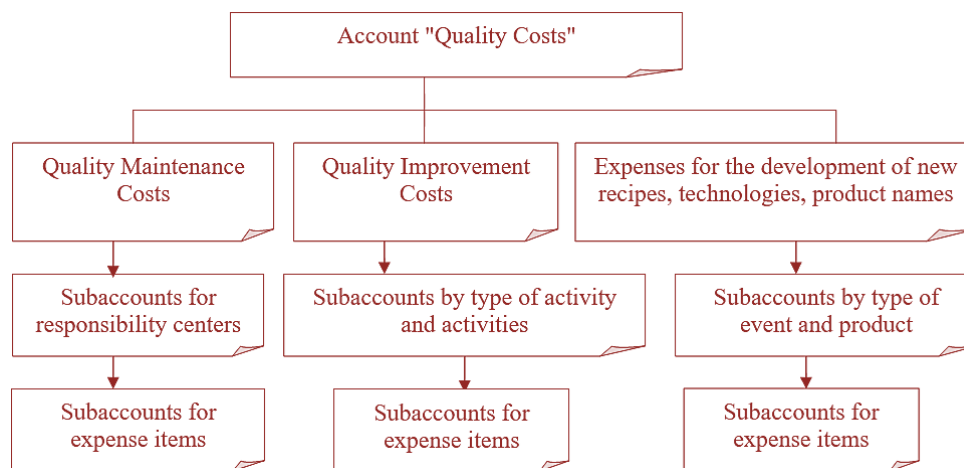 Account "Quality Costs"
Quality Maintenance
Costs
Quality Improvement
Costs
Expenses for the development of new
recipes, technologies, product names
Subaccounts for
responsibility centers
Subaccounts by type of activity
and activities
Subaccounts by type of
event and product
Subaccounts for
expense items
Subaccounts for
expense items
Subaccounts for
expense items